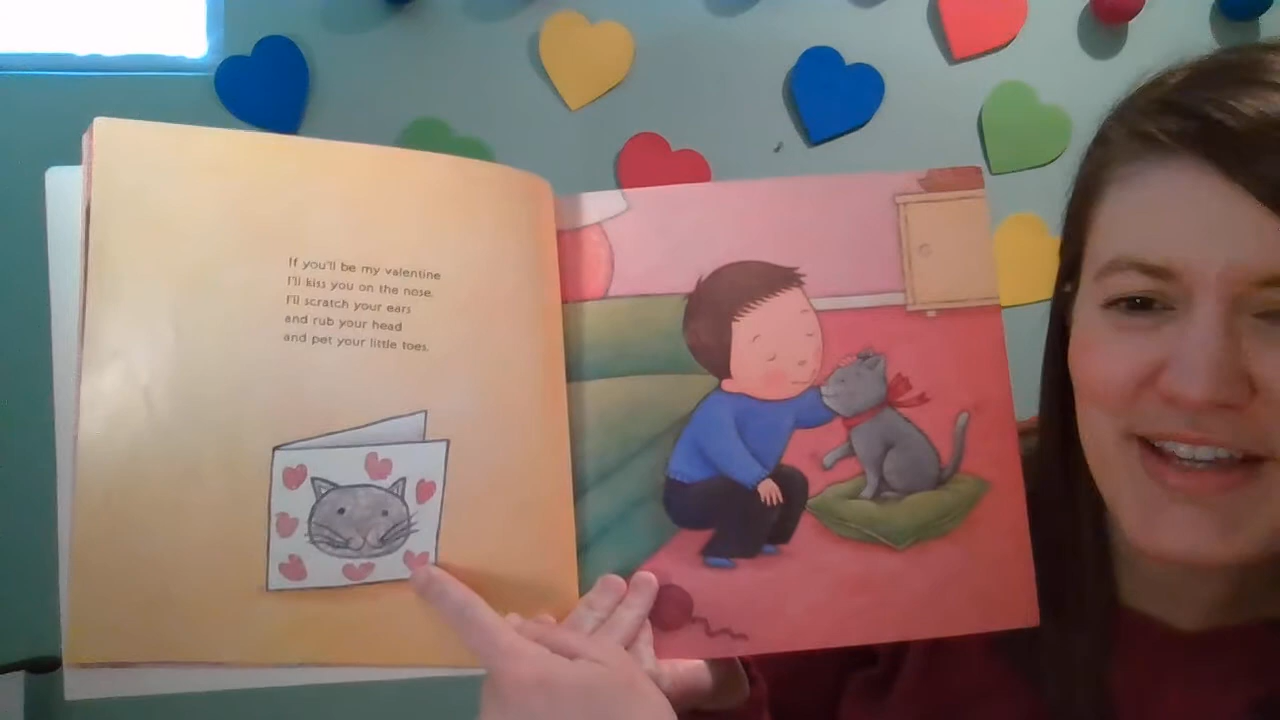 If you'll be my valentine
I'll kiss you on the nose.
I'll scratch your ears
and rub your head
and pet your little toes.